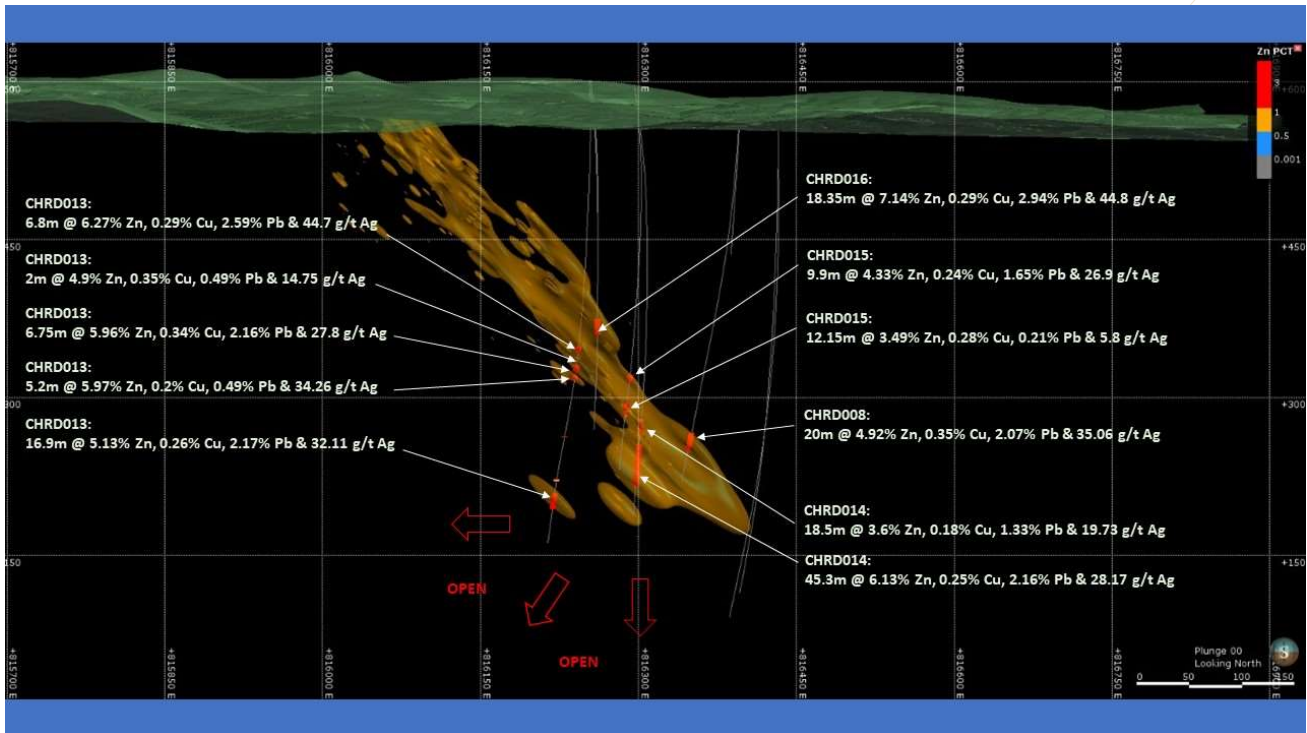 +815700 E
+815850 E
+816000 E
+816150 E
+816300 E
+816450 E
+816600 E
+816750 E
Zn PCT
3
1
0.5
0.001
+600
CHRD013:
6.8m @ 6.27% Zn, 0.29% Cu, 2.59% Pb & 44.7 g/t Ag
CHRD013:
2m @ 4.9% Zn, 0.35% Cu, 0.49% Pb & 14.75 g/t Ag
CHRD013:
6.75m @ 5.96% Zn, 0.34% Cu, 2.16% Pb & 27.8 g/t Ag
CHRD013:
5.2m @ 5.97% Zn, 0.2% Cu, 0.49% Pb & 34.26 g/t Ag
CHRD013:
16.9m @ 5.13% Zn, 0.26% Cu, 2.17% Pb & 32.11 g/t Ag
CHRD016:
18.35m @ 7.14% Zn, 0.29% Cu, 2.94% Pb & 44.8 g/t Ag
CHRD015:
9.9m @ 4.33% Zn, 0.24% Cu, 1.65% Pb & 26.9 g/t Ag
CHRD015:
12.15m @ 3.49% Zn, 0.28% Cu, 0.21% Pb & 5.8 g/t Ag
CHRD008:
20m @ 4.92% Zn, 0.35% Cu, 2.07% Pb & 35.06 g/t Ag
CHRD014:
18.5m @ 3.6% Zn, 0.18% Cu, 1.33% Pb & 19.73 g/t Ag
CHRD014:
45.3m @ 6.13% Zn, 0.25% Cu, 2.16% Pb & 28.17 g/t Ag
+450
+300
+150
OPEN
OPEN
Plunge 00
Looking North
S
0 50 100 150
+815700 E
+815850 E
+816000 E
+816150 E
+816300 E
+816450 E
+816600 E
+816750 E